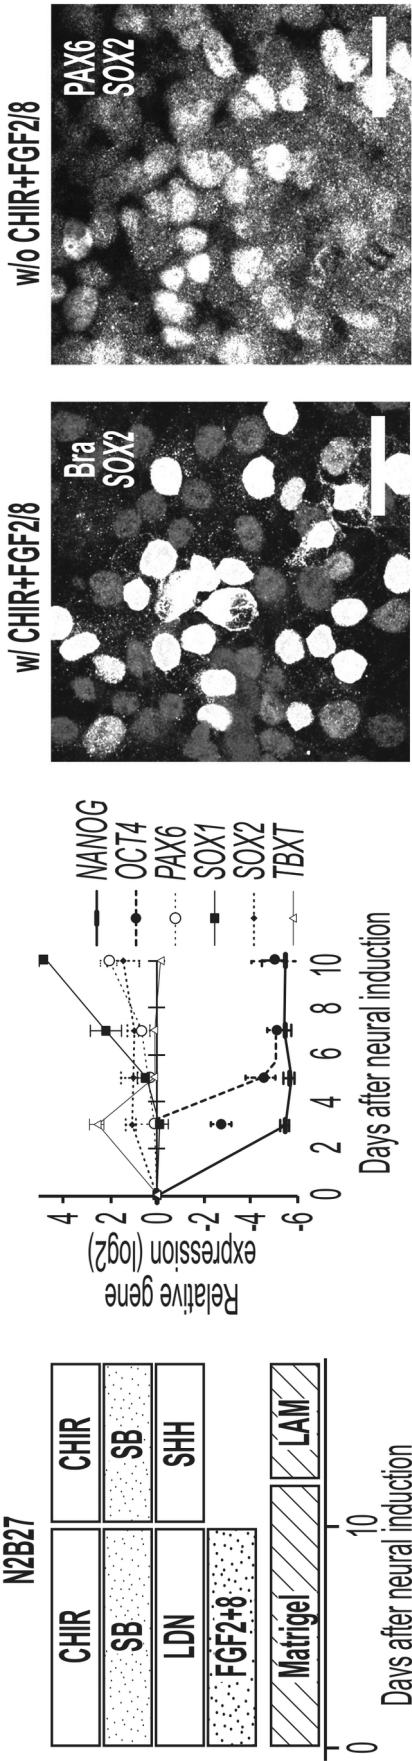 N2B27
CHIR
CHIR
SB
SB
LDN
SHH
FGF2+8
Matrigel
LAM
0
10
Days after neural induction
Relative gene
expression (log2)
4
2
0
-2
-4
-6
0
2
4
6
8
10
Days after neural induction
NANOG
OCT4
PAX6
SOX1
SOX2
TBXT
w/ CHIR+FGF2/8
Bra
SOX2
w/o CHIR+FGF2/8
PAX6
SOX2